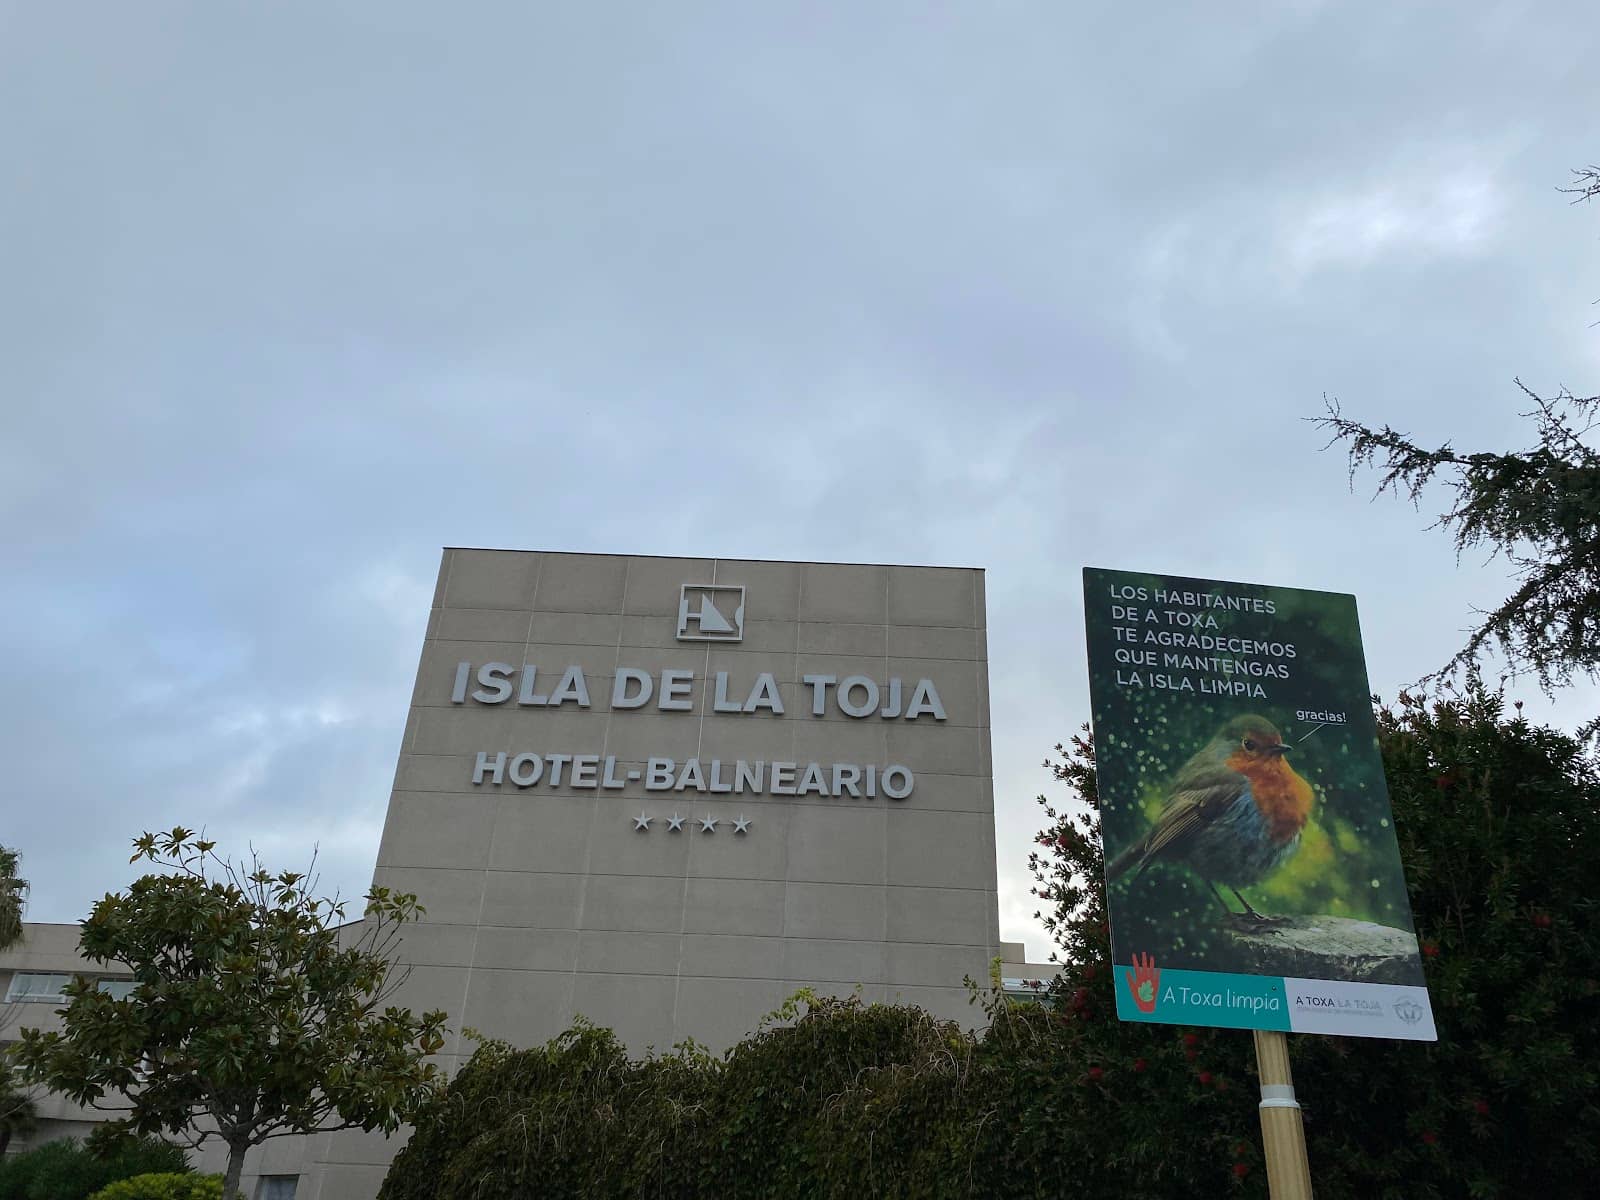 ISLA DE LA TOJA
HOTEL-BALNEARIO
LOS HABITANTES
DE A TOXA
TE AGRADECEMOS
QUE MANTENGAS
LA ISLA LIMPIA
gracias!
A Toxa limpia
A TOXA LA TOJA